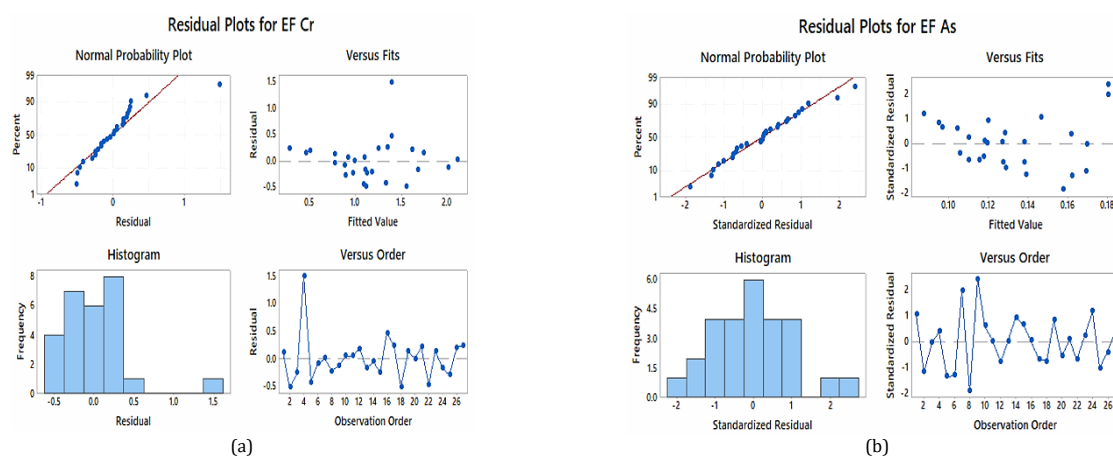 Residual Plots for EF Cr
Normal Probability Plot
99
90
50
10
1
Percent
-1
0
1
Residual
Versus Fits
1.5
1.0
0.5
0.0
-0.5
Residual
0.5
1.0
1.5
2.0
Fitted Value
Histogram
8
6
4
2
0
Frequency
-0.5
0.0
0.5
1.0
1.5
Residual
Versus Order
1.5
1.0
0.5
0.0
-0.5
Residual
2 4 6 8 10 12 14 16 18 20 22 24 26
Observation Order
(a)
Residual Plots for EF As
Normal Probability Plot
99
90
50
10
1
Percent
-2
-1
0
1
2
Standardized Residual
Versus Fits
2
1
0
-1
-2
Standardized Residual
0.10
0.12
0.14
0.16
0.18
Fitted Value
Histogram
6.0
4.5
3.0
1.5
0.0
Frequency
-2
-1
0
1
2
Standardized Residual
Versus Order
2
1
0
-1
-2
Standardized Residual
2 4 6 8 10 12 14 16 18 20 22 24 26
Observation Order
(b)